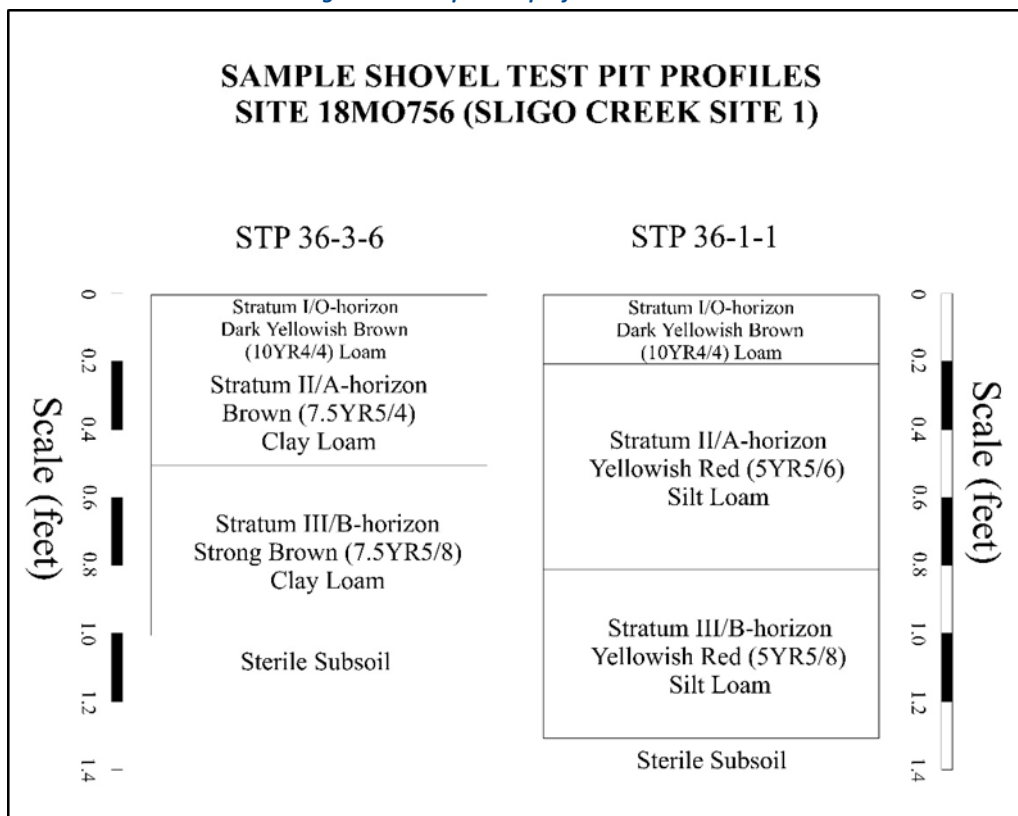 SAMPLE SHOVEL TEST PIT PROFILES
SITE 18MO756 (SLIGO CREEK SITE 1)
STP 36-3-6
Stratum I/O-horizon
Dark Yellowish Brown
(10YR4/4) Loam
Stratum II/A-horizon
Brown (7.5YR5/4)
Clay Loam
Stratum III/B-horizon
Strong Brown (7.5YR5/8)
Clay Loam
Sterile Subsoil
Scale (feet)
0
0.2
0.4
0.6
0.8
1.0
1.2
1.4
STP 36-1-1
Stratum I/O-horizon
Dark Yellowish Brown
(10YR4/4) Loam
Stratum II/A-horizon
Yellowish Red (5YR5/6)
Silt Loam
Stratum III/B-horizon
Yellowish Red (5YR5/8)
Silt Loam
Sterile Subsoil
0
0.2
0.4
0.6
0.8
1.0
1.2
1.4
Scale (feet)